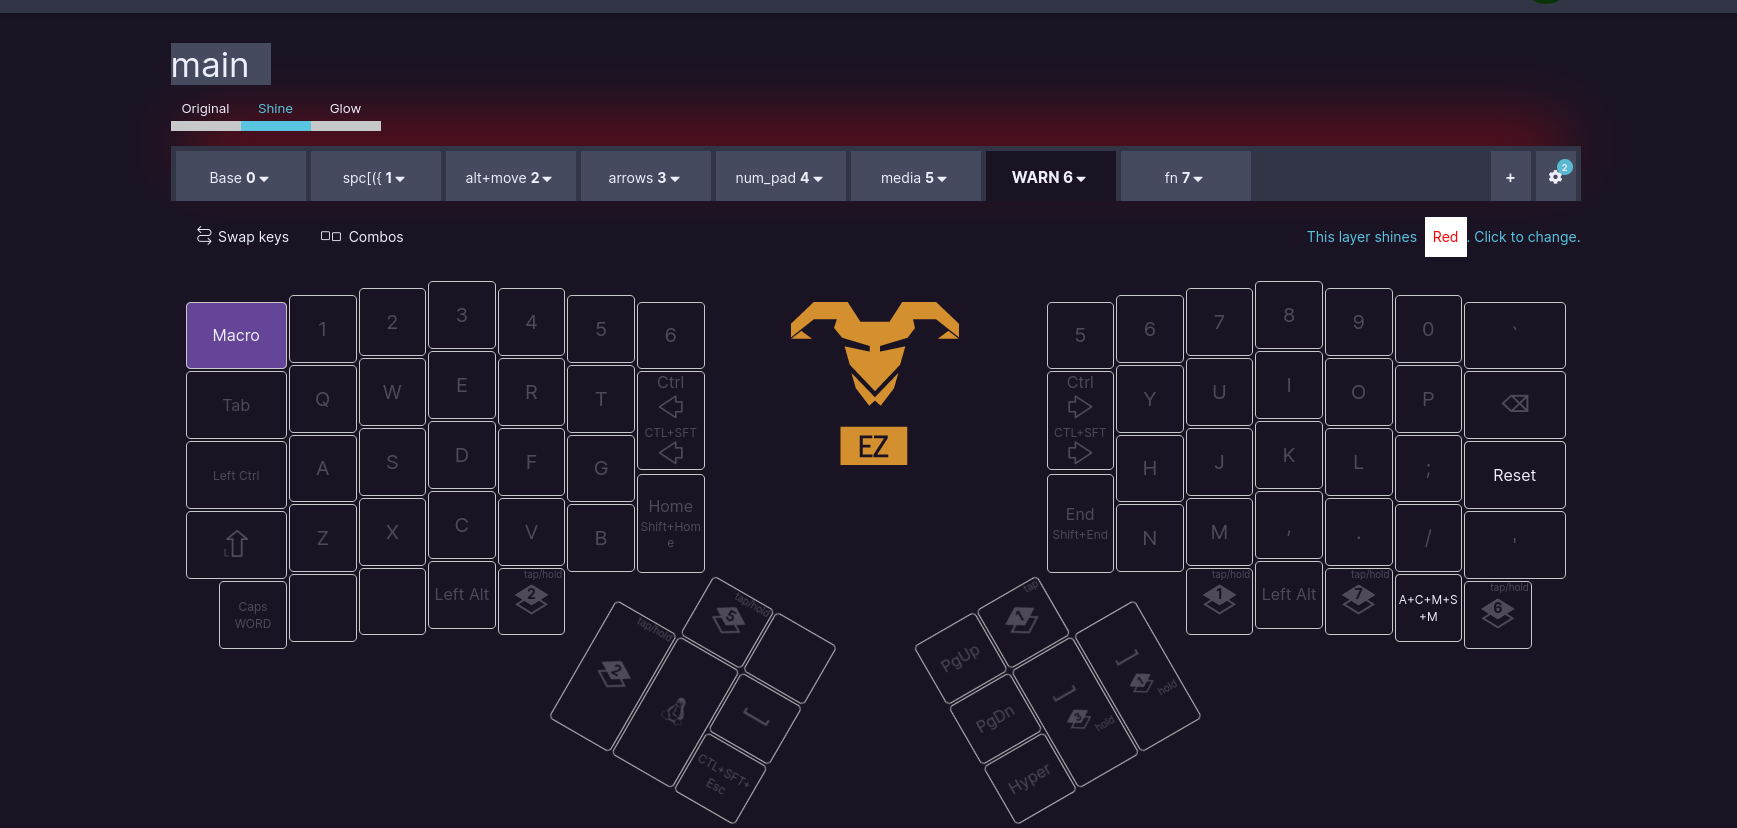 main
Original Shine Glow
Base 0 spc[({ 1 alt+move 2 arrows 3 num_pad 4 media 5 WARN 6 fn 7 + 2
Swap keys Combos This layer shines Red . Click to change.
Macro 1 2 3 4 5 6 5 6 7 8 9 0 `
Tab Q W E R T Ctrl CTL+SFT Ctrl CTL+SFT Y U I O P
Left Ctrl A S D F G H J K L ; Reset
L Z X C V B Home Shift+Hom
e End Shift+End N M , . / '
Caps
WORD Left Alt tap/hold 2 tap/hold 1 Left Alt tap/hold 7 A+C+M+S
+M tap/hold 6
tap/hold 5 tap 1
tap/hold 2 PgUp hold
PgDn hold
CTL+SFT+
Esc Hyper
EZ